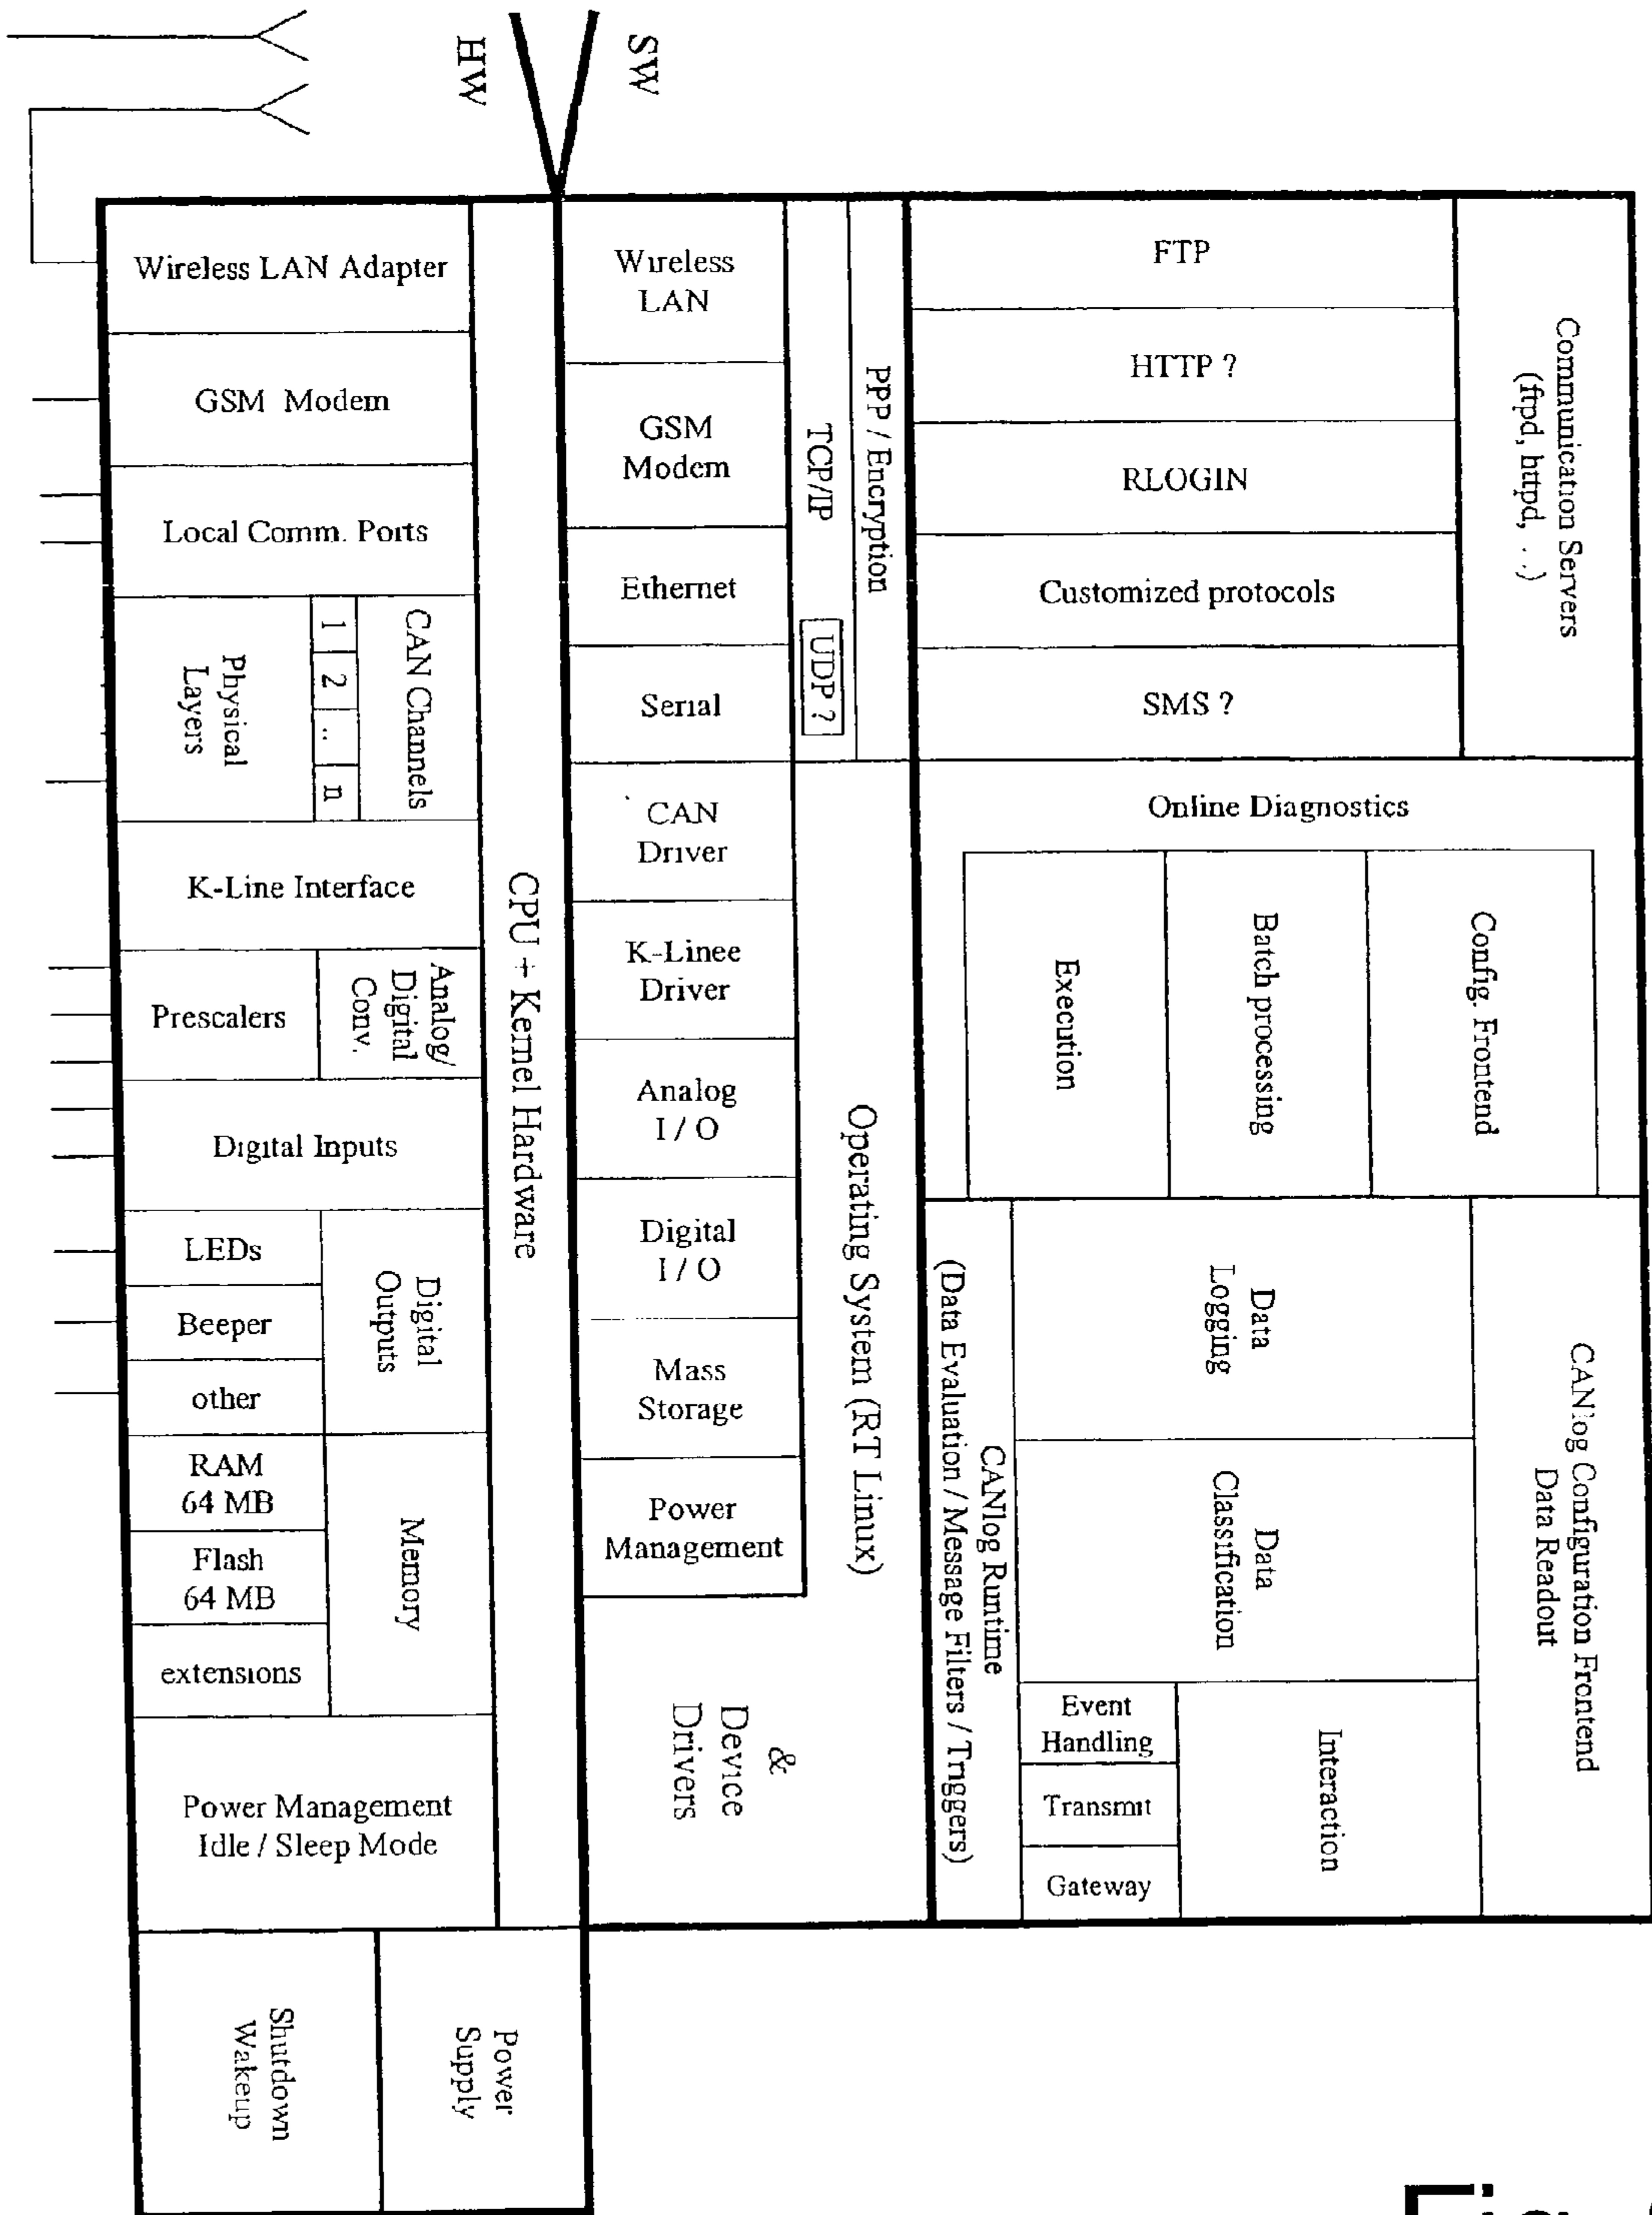 SW
HW
Communication Servers
(ftpd, httpd, . .)
FTP
HTTP ?
RLOGIN
Customized protocols
SMS ?
Online Diagnostics
Config. Frontend
Batch processing
Execution
CANlog Configuration Frontend
Data Readout
Data
Logging
Data
Classification
Interaction
Event
Handling
Transmit
Gateway
CANlog Runtime
(Data Evaluation / Message Filters / Triggers)
PPP / Encryption
TCP/IP
UDP ?
Operating System (RT Linux)
&
Device
Drivers
Wireless
LAN
GSM
Modem
Ethernet
Serial
CAN
Driver
K-Linee
Driver
Analog
I / O
Digital
I / O
Mass
Storage
Power
Management
CPU + Kernel Hardware
Wireless LAN Adapter
GSM Modem
Local Comm. Ports
CAN Channels
1
2
..
n
Physical
Layers
K-Line Interface
Analog/
Digital
Conv.
Prescalers
Digital Inputs
Digital
Outputs
LEDs
Beeper
other
Memory
RAM
64 MB
Flash
64 MB
extensions
Power Management
Idle / Sleep Mode
Power
Supply
Shutdown
Wakeup